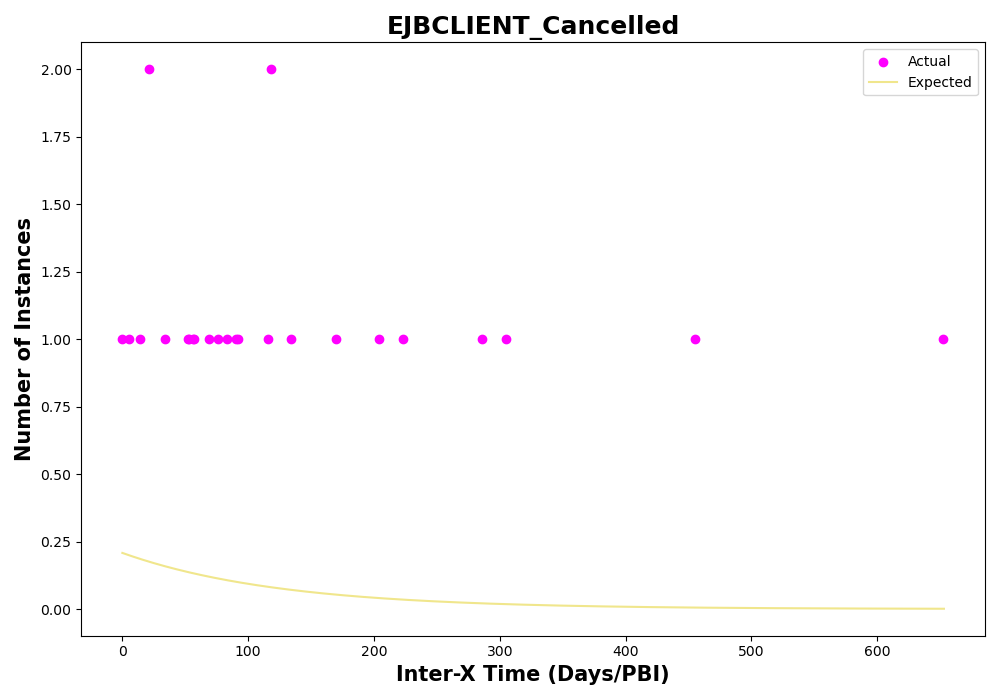 EJBCLIENT_Cancelled
Actual
Expected
Number of Instances
2.00
1.75
1.50
1.25
1.00
0.75
0.50
0.25
0.00
0 100 200 300 400 500 600
Inter-X Time (Days/PBI)